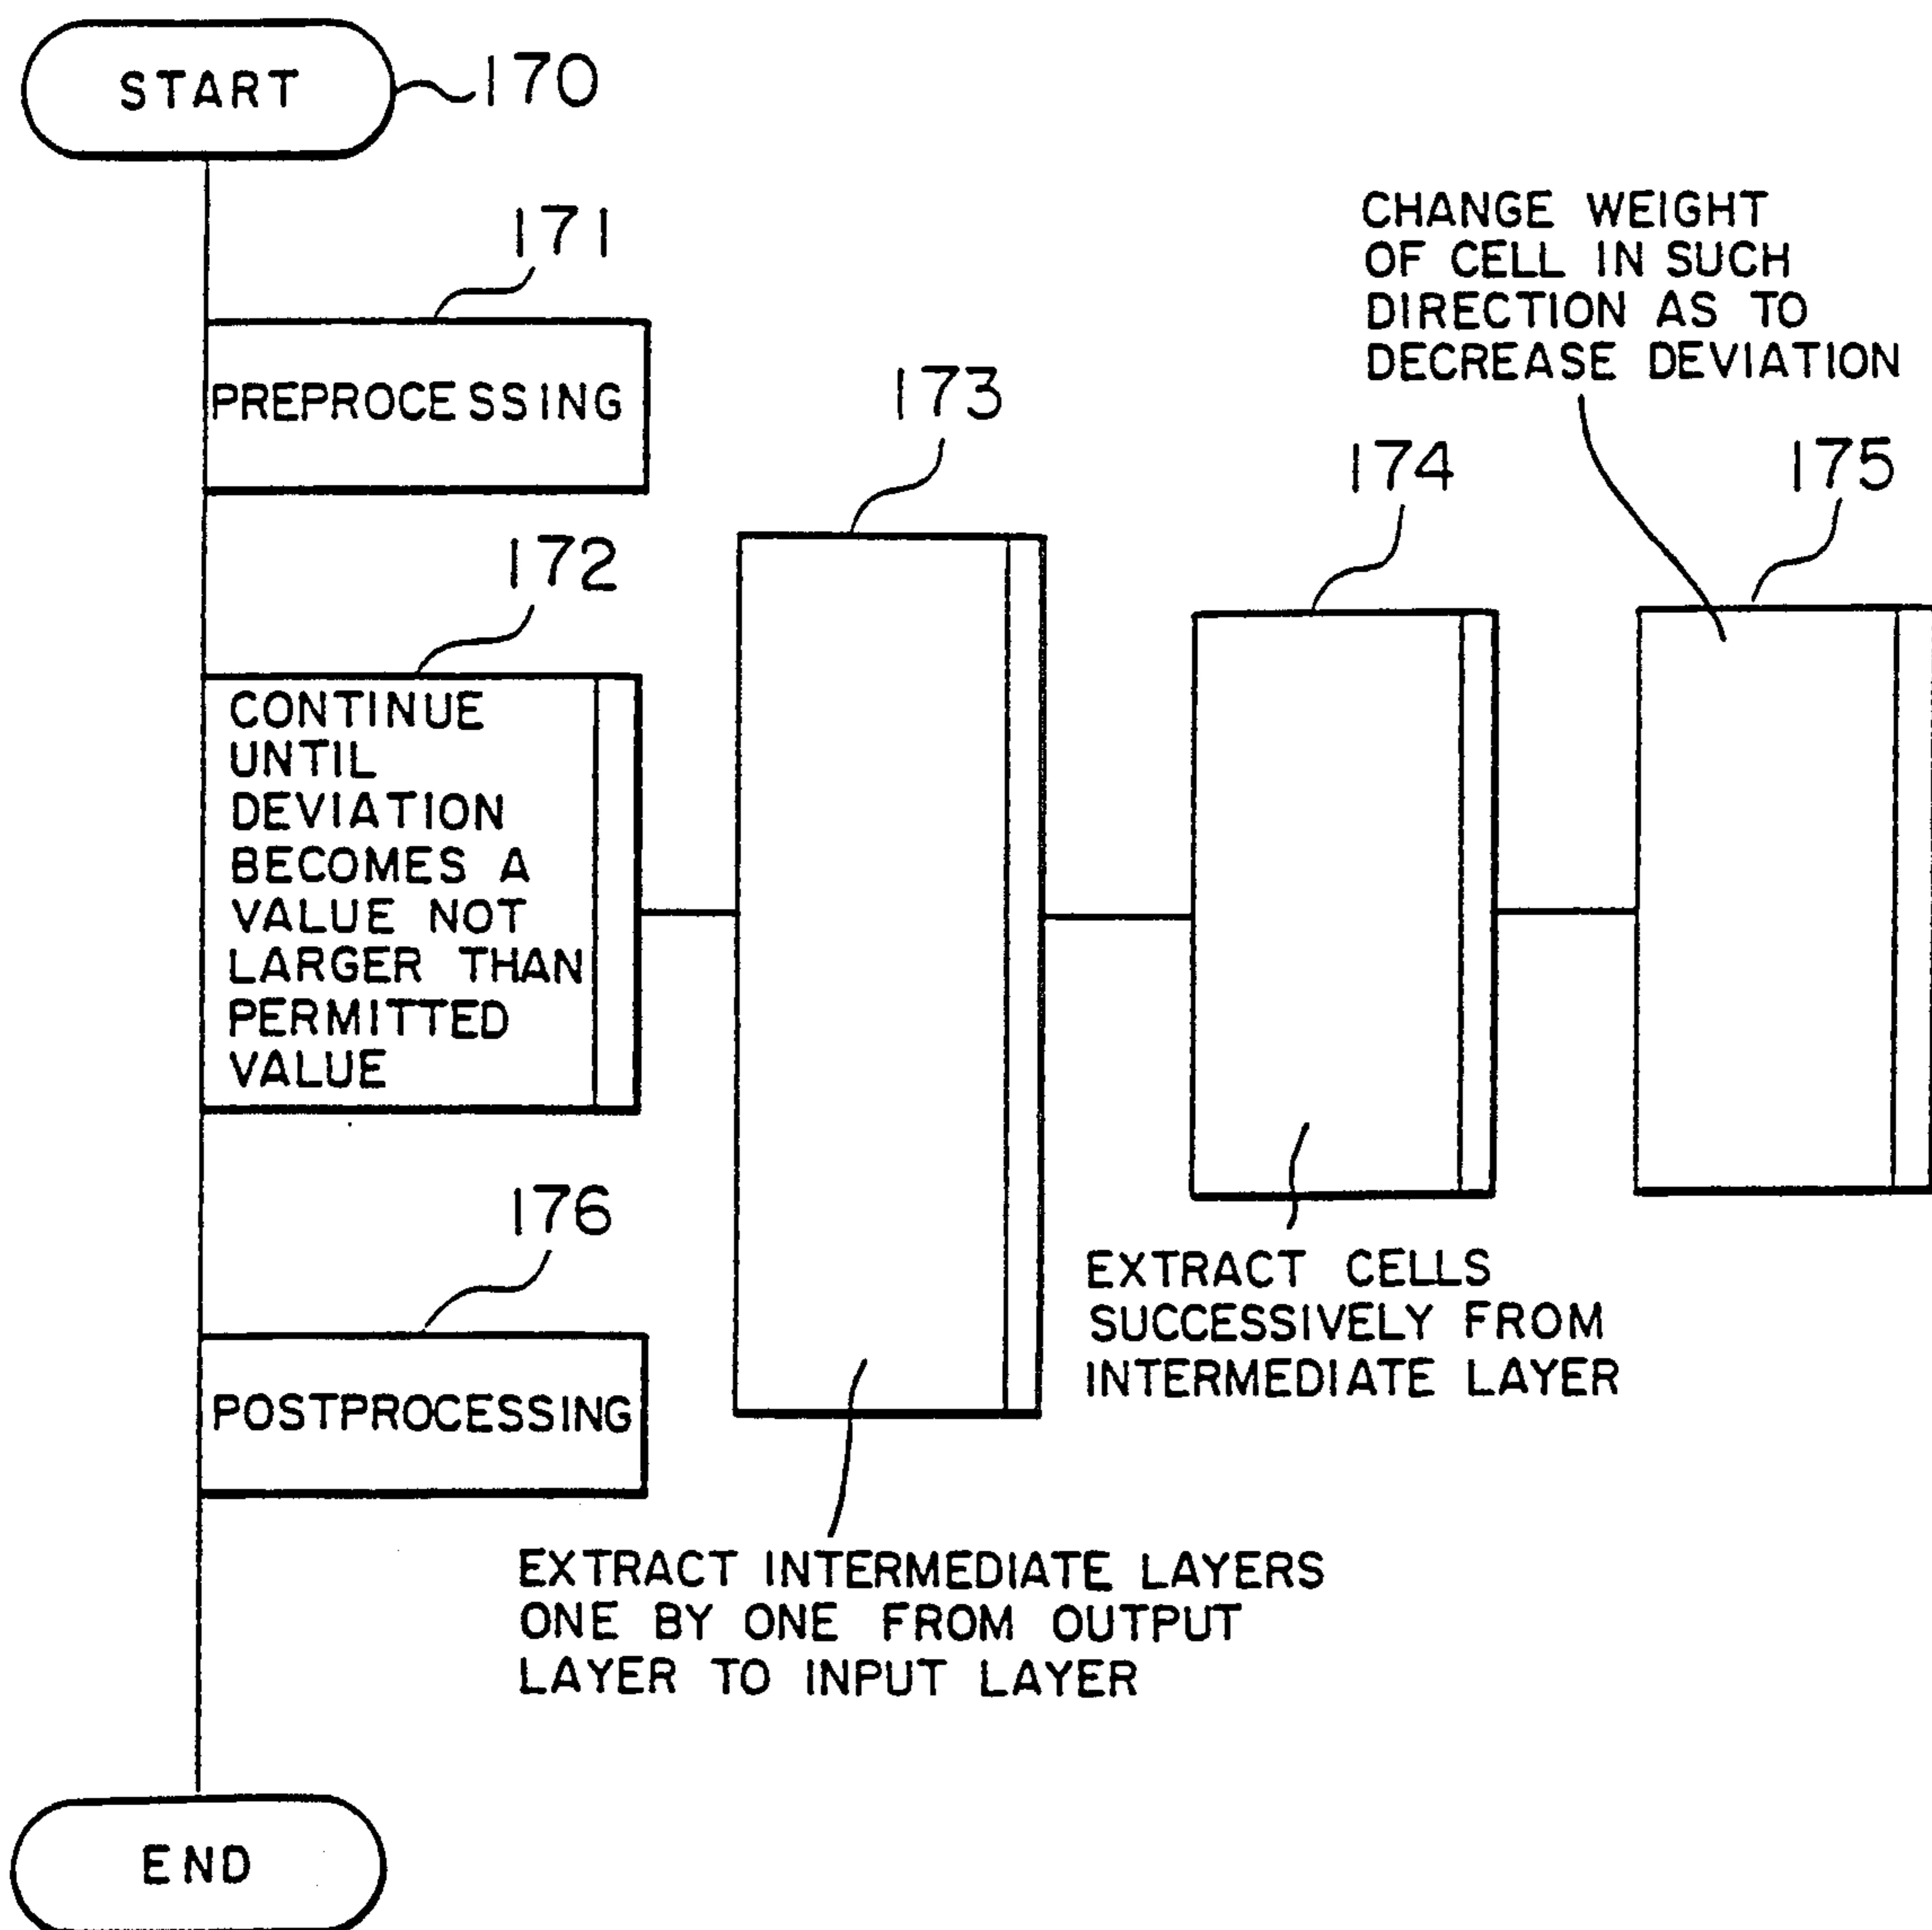 START
170
171
PREPROCESSING
172
CONTINUE
UNTIL
DEVIATION
BECOMES A
VALUE NOT
LARGER THAN
PERMITTED
VALUE
173
174
CHANGE WEIGHT
OF CELL IN SUCH
DIRECTION AS TO
DECREASE DEVIATION
175
EXTRACT CELLS
SUCCESSIVELY FROM
INTERMEDIATE LAYER
176
POSTPROCESSING
EXTRACT INTERMEDIATE LAYERS
ONE BY ONE FROM OUTPUT
LAYER TO INPUT LAYER
END